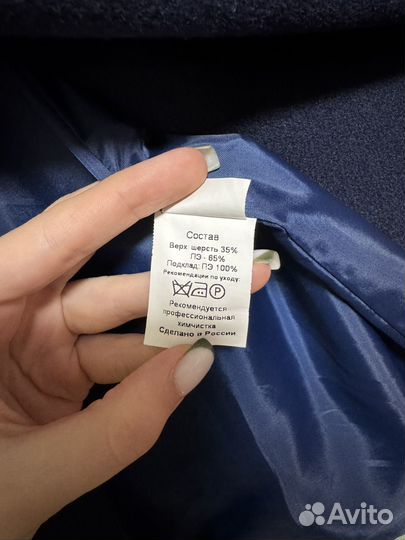 Состав
Верх: шерсть 35%
ПЭ - 65%
Подклад: ПЭ 100%
Рекомендации по уходу:
P
Рекомендуется
профессиональная
химчистка
Сделано в России
Avito